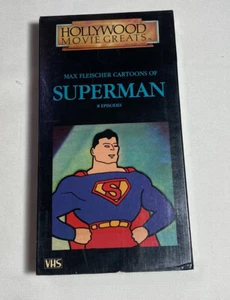 HOLLYWOOD
MOVIE GREATS
MAX FLEISCHER CARTOONS OF
SUPERMAN
8 EPISODES
S
VHS